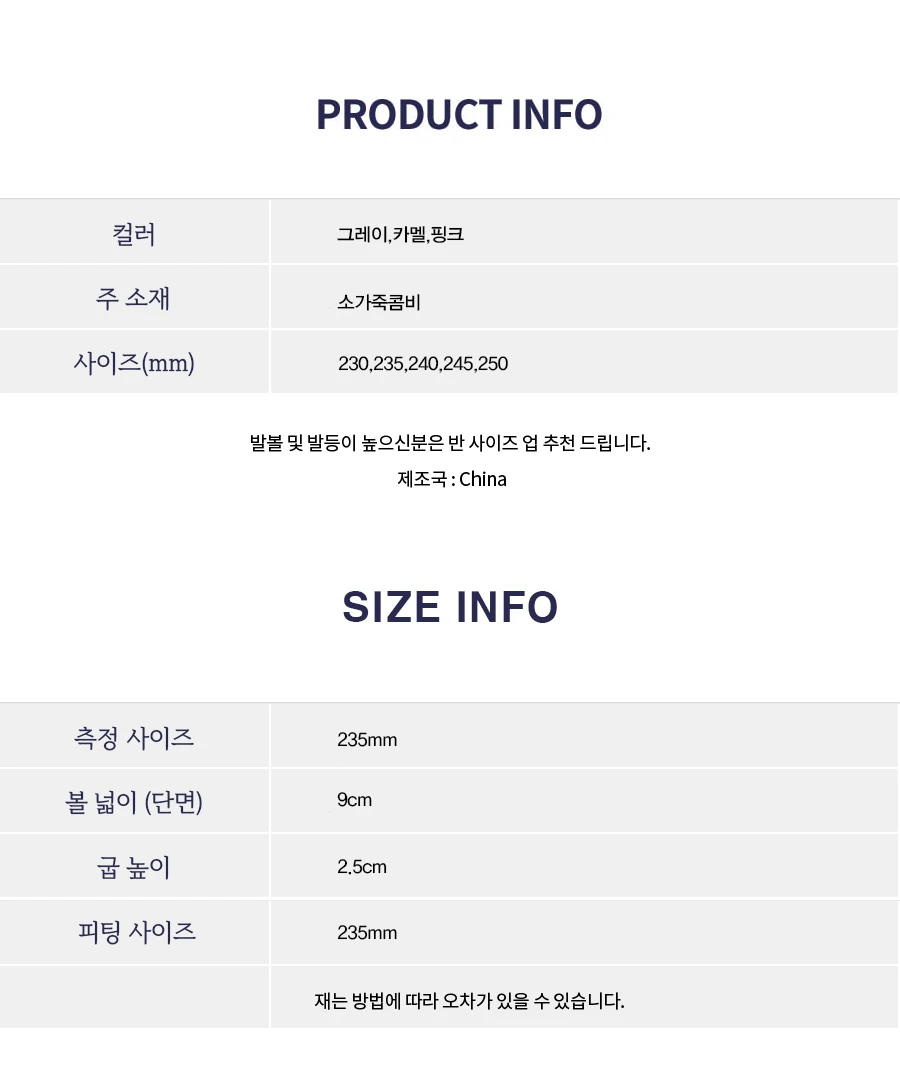 PRODUCT INFO
컬러 그레이,카멜,핑크
주 소재 소가죽콤비
사이즈(mm) 230,235,240,245,250
발볼 및 발등이 높으신분은 반 사이즈 업 추천 드립니다.
제조국 : China
SIZE INFO
측정 사이즈 235mm
볼 넓이 (단면) 9cm
굽 높이 2.5cm
피팅 사이즈 235mm
재는 방법에 따라 오차가 있을 수 있습니다.